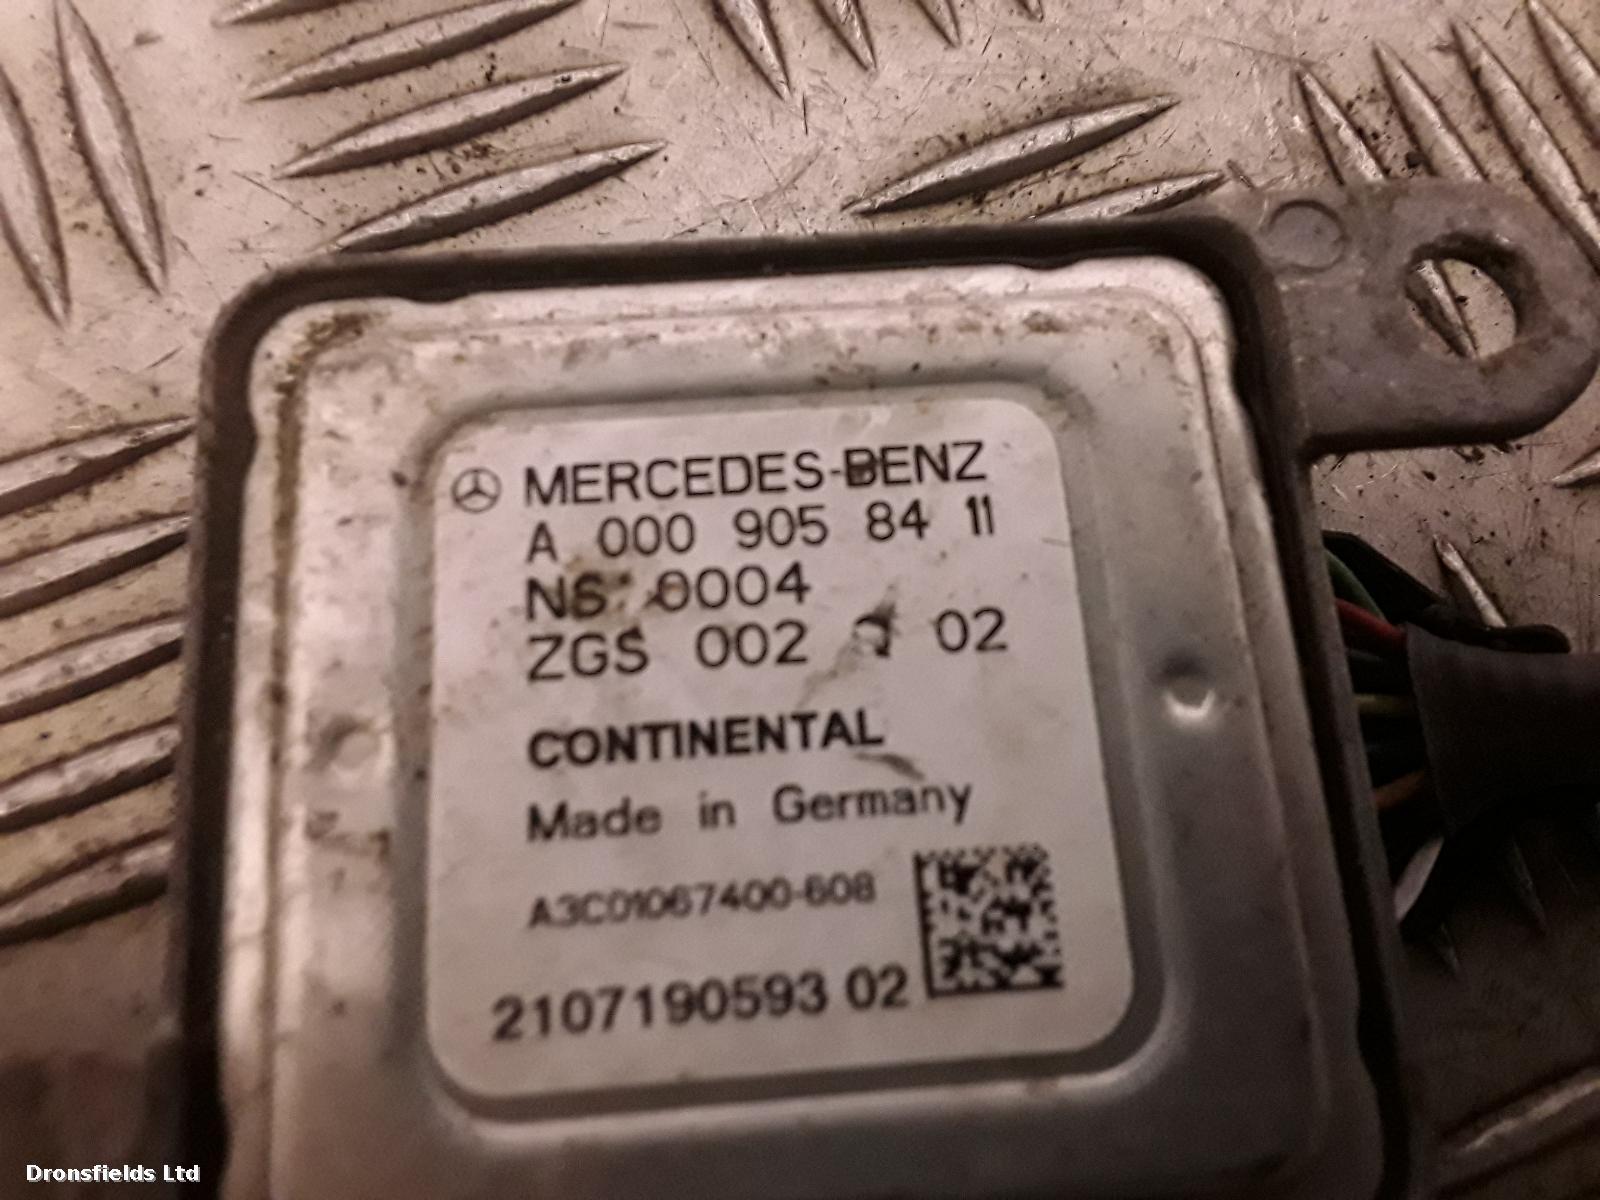 MERCEDES-BENZ
A 000 905 84 11
0004
ZGS 002 02
CONTINENTAL
Made in Germany
A3C01067400-608
2107190593 02
Dronsfields Ltd